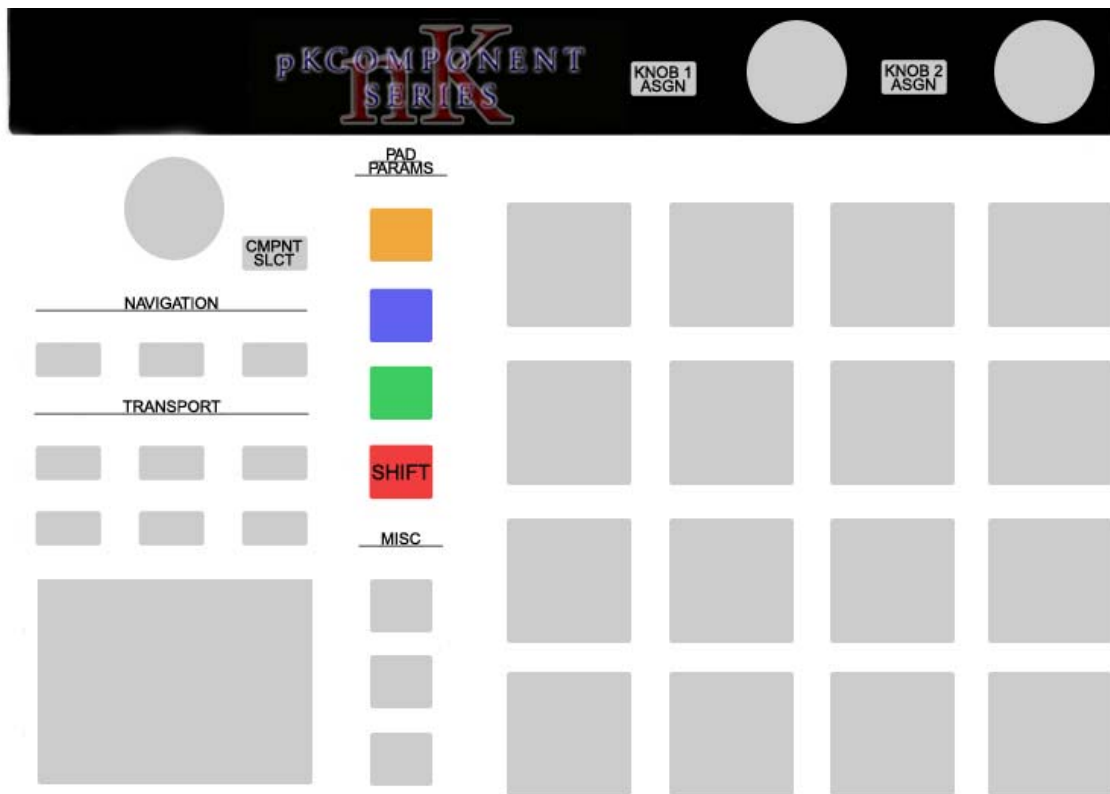 pKCOMPONENT
SERIES
nK
KNOB 1
ASGN
KNOB 2
ASGN
PAD
PARAMS
CMPNT
SLCT
NAVIGATION
TRANSPORT
SHIFT
MISC